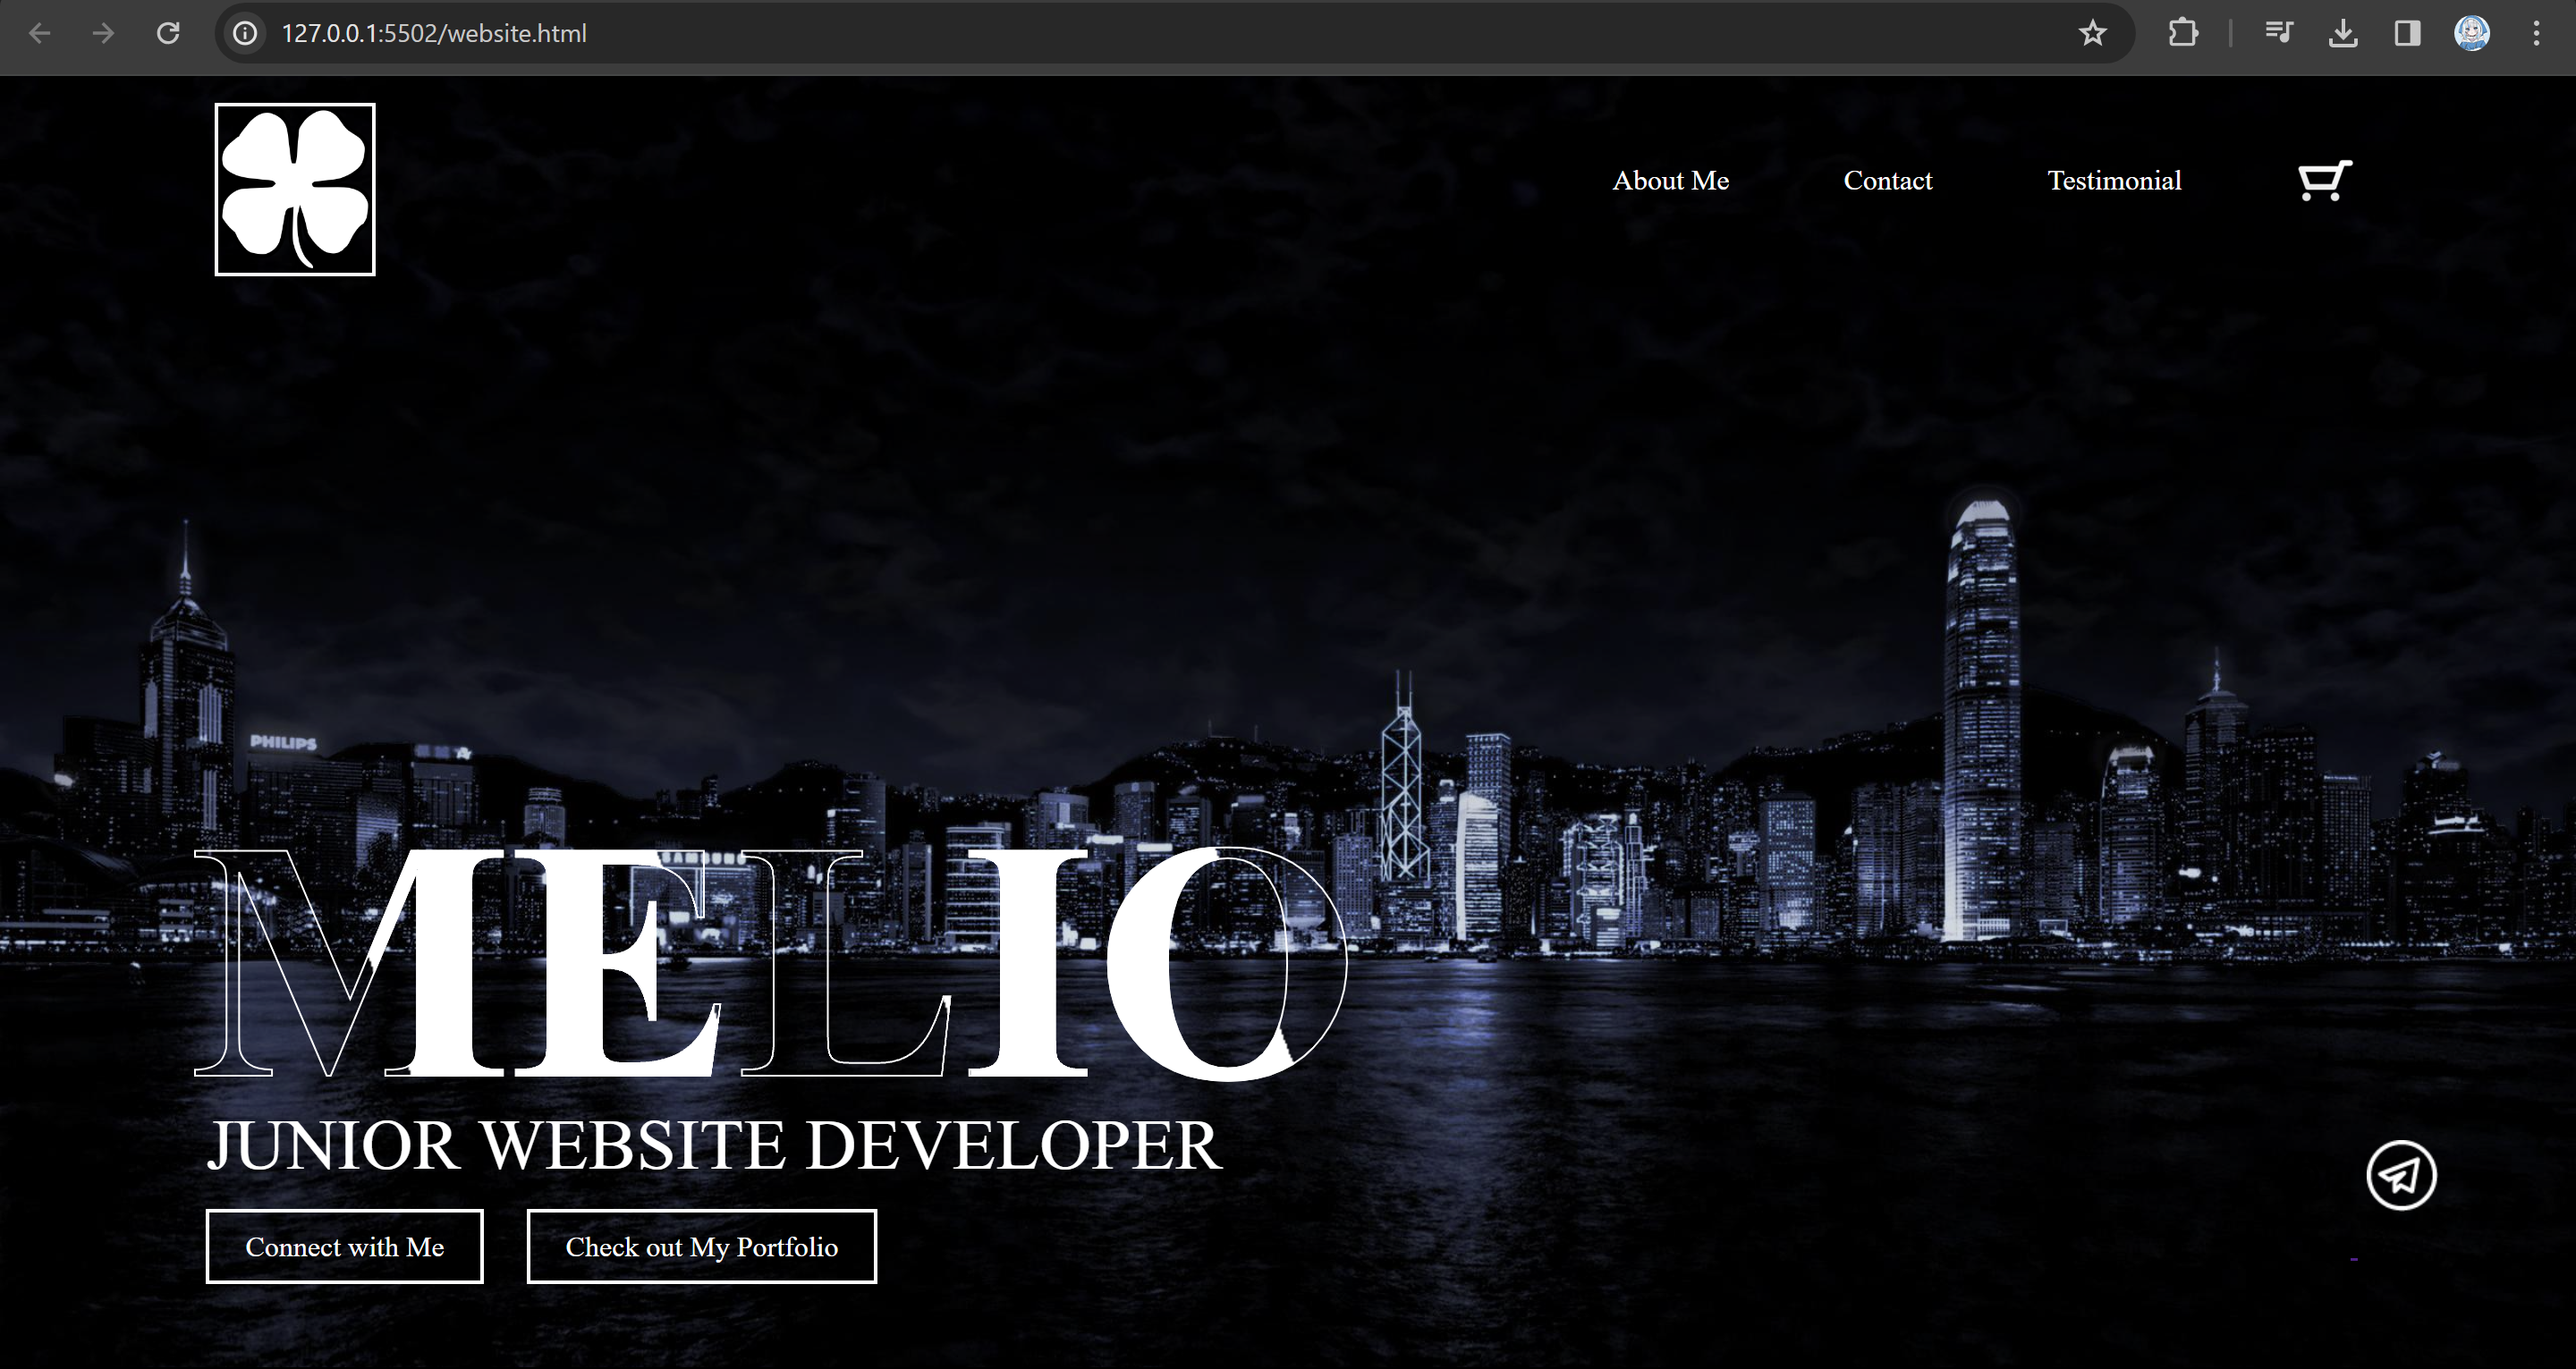 127.0.0.1:5502/website.html
About Me
Contact
Testimonial
PHILIPS
SAMSUNG
MELIO
JUNIOR WEBSITE DEVELOPER
Connect with Me
Check out My Portfolio